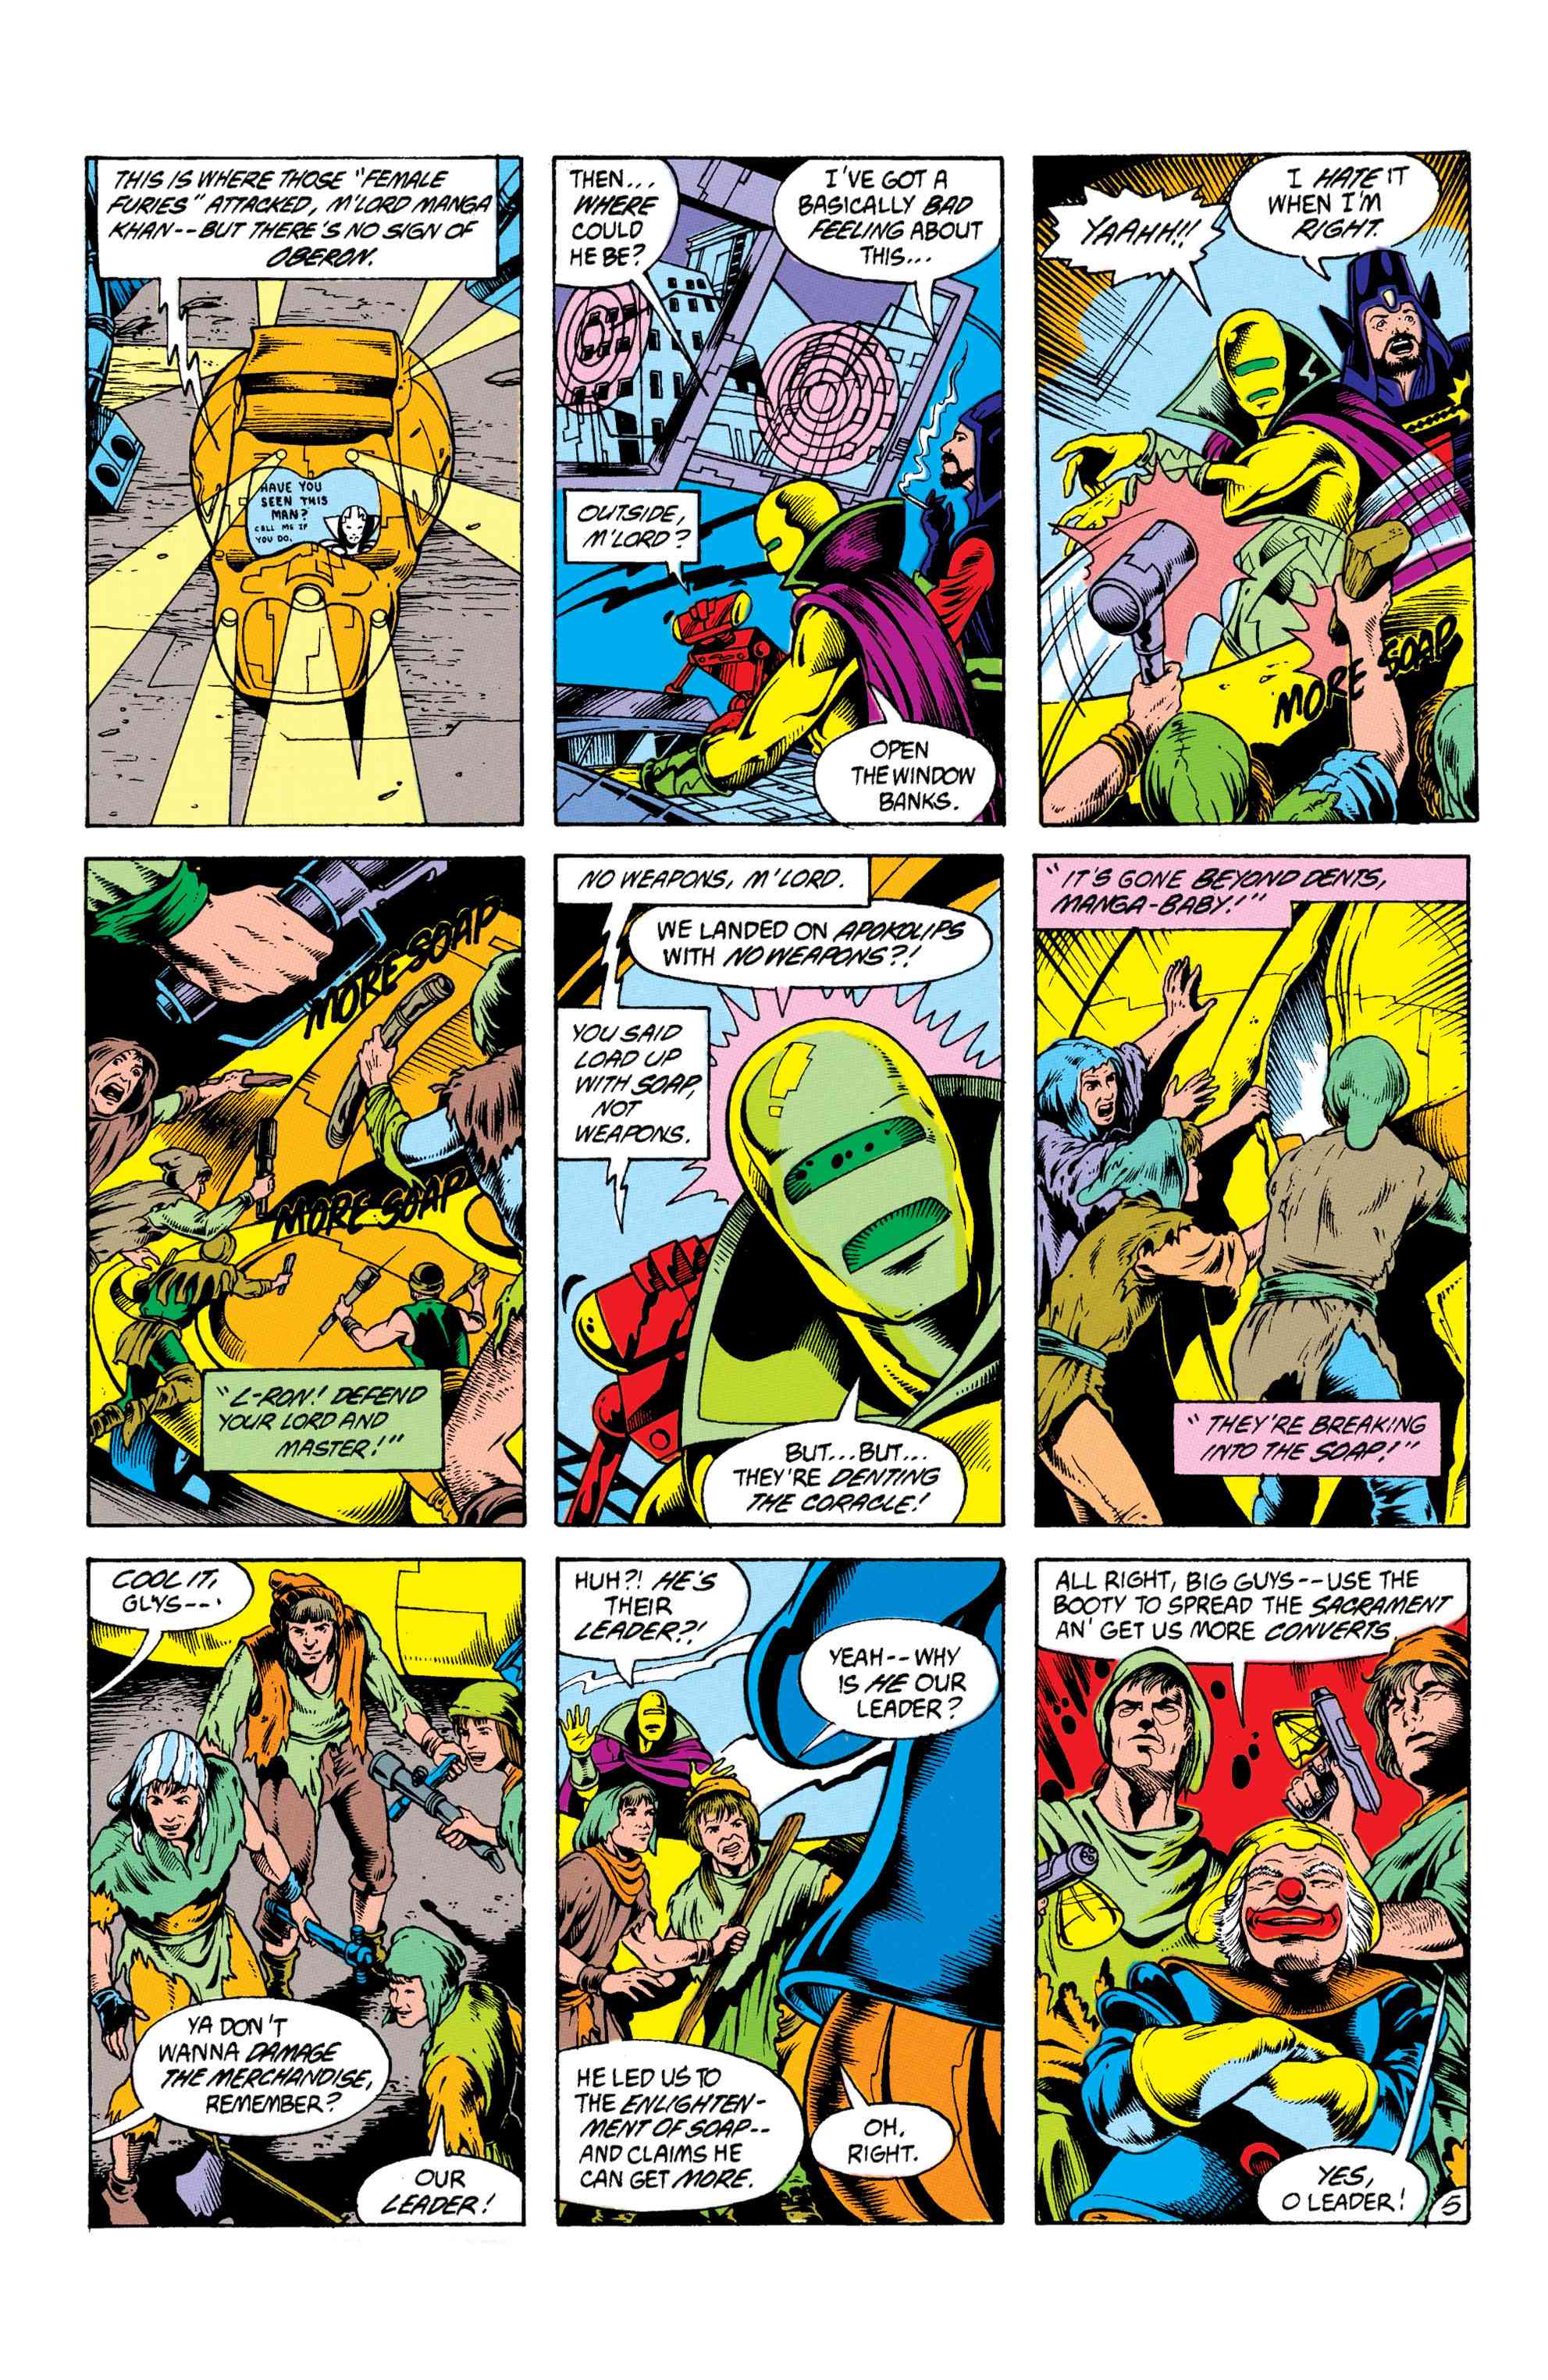 THIS IS WHERE THOSE "FEMALE
FURIES" ATTACKED, M'LORD MANGA
KHAN--BUT THERE'S NO SIGN OF
OBERON.
HAVE YOU
SEEN THIS
MAN?
CALL ME IF
YOU DO.
THEN...
WHERE
COULD
HE BE?
I'VE GOT A
BASICALLY BAD
FEELING ABOUT
THIS...
OUTSIDE,
M'LORD?
OPEN
THE WINDOW
BANKS.
YAAHH!!
I HATE IT
WHEN I'M
RIGHT.
MORE SOAP
MORE SOAP
MORE SOAP
"L-RON! DEFEND
YOUR LORD AND
MASTER!"
NO WEAPONS, M'LORD.
WE LANDED ON APOKOLIPS
WITH NO WEAPONS?!
YOU SAID
LOAD UP
WITH SOAP,
NOT
WEAPONS.
BUT...BUT...
THEY'RE DENTING
THE CORACLE!
"IT'S GONE BEYOND DENTS,
MANGA-BABY!"
"THEY'RE BREAKING
INTO THE SOAP!"
COOL IT,
GUYS--
YA DON'T
WANNA DAMAGE
THE MERCHANDISE,
REMEMBER?
OUR
LEADER!
HUH?! HE'S
THEIR
LEADER?!
YEAH--WHY
IS HE OUR
LEADER?
HE LED US TO
THE ENLIGHTEN-
MENT OF SOAP--
AND CLAIMS HE
CAN GET MORE.
OH,
RIGHT.
ALL RIGHT, BIG GUYS--USE THE
BOOTY TO SPREAD THE SACRAMENT
AN' GET US MORE CONVERTS.
YES,
O LEADER!
5